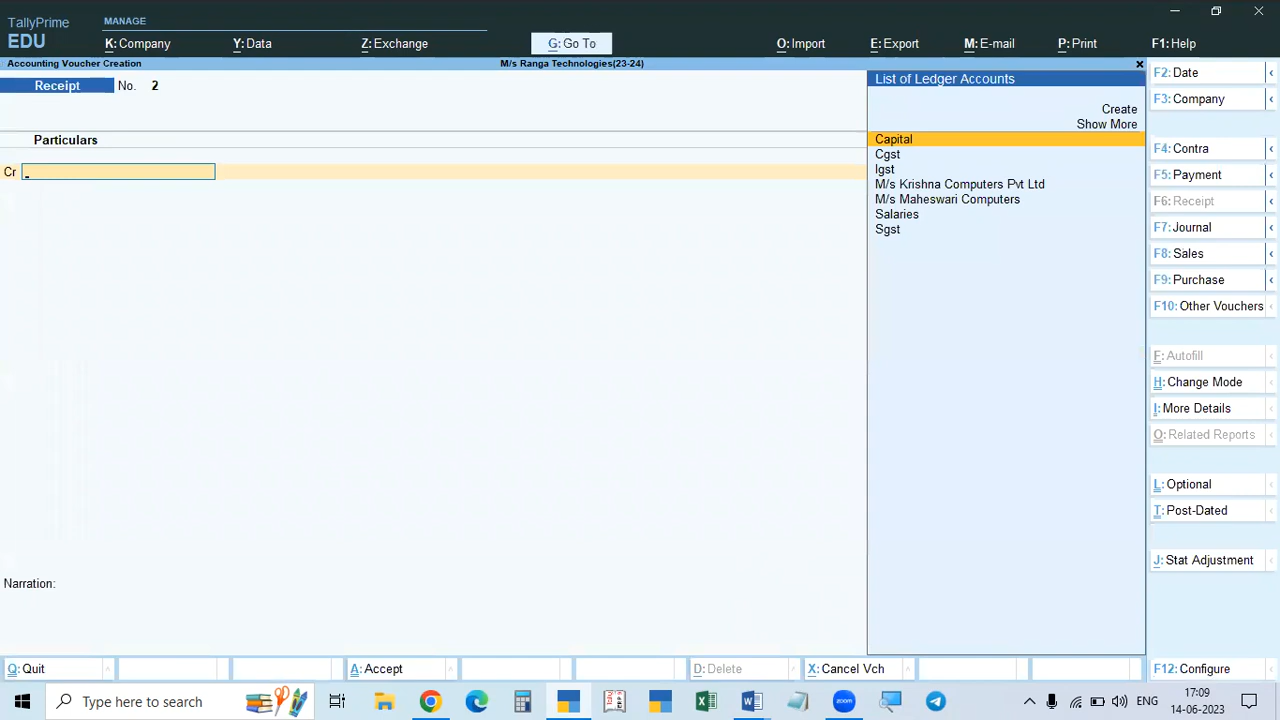 TallyPrime
EDU
MANAGE
K: Company
Y: Data
Z: Exchange
G: Go To
O: Import
E: Export
M: E-mail
P: Print
F1: Help
Accounting Voucher Creation
M/s Ranga Technologies(23-24)
Receipt No. 2
Particulars
Cr
List of Ledger Accounts
Create
Show More
Capital
Cgst
Igst
M/s Krishna Computers Pvt Ltd
M/s Maheswari Computers
Salaries
Sgst
F2: Date
F3: Company
F4: Contra
F5: Payment
F6: Receipt
F7: Journal
F8: Sales
F9: Purchase
F10: Other Vouchers
F: Autofill
H: Change Mode
I: More Details
O: Related Reports
L: Optional
T: Post-Dated
J: Stat Adjustment
Narration:
Q: Quit
A: Accept
D: Delete
X: Cancel Vch
F12: Configure
Type here to search
zoom
ENG
17:09
14-06-2023